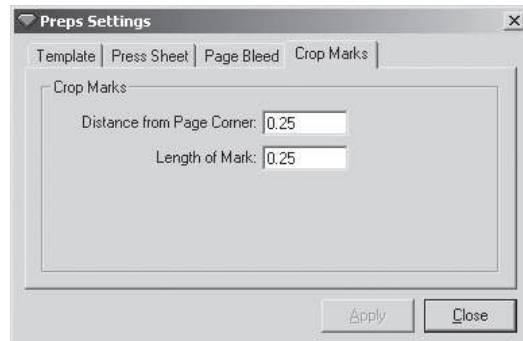 Preps Settings
Template Press Sheet Page Bleed Crop Marks
Crop Marks
Distance from Page Corner: 0.25
Length of Mark: 0.25
Apply Close